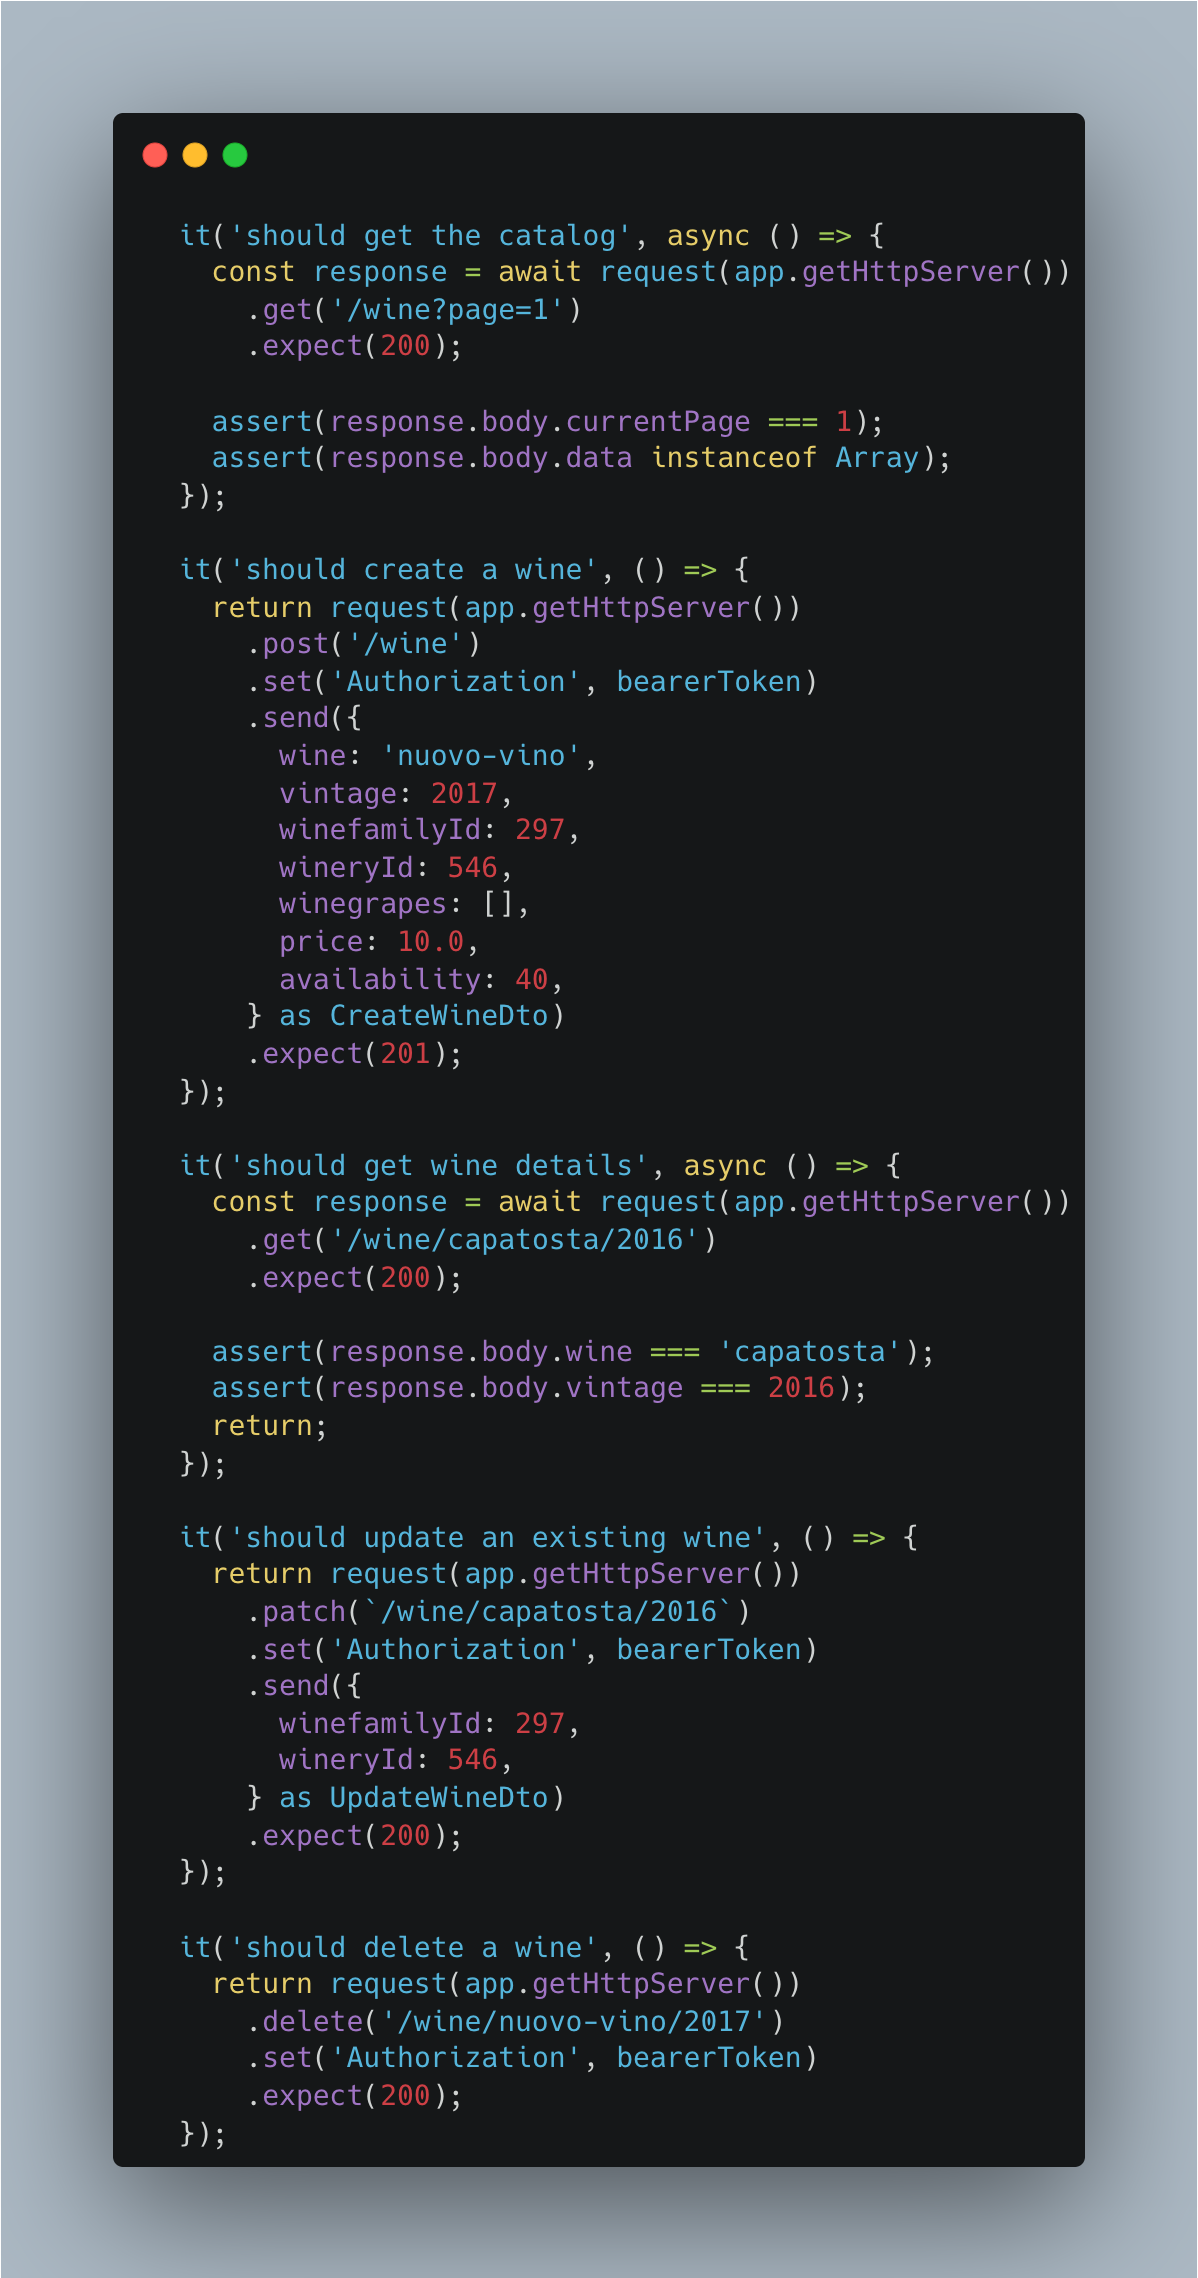 it('should get the catalog', async () => {
  const response = await request(app.getHttpServer())
    .get('/wine?page=1')
    .expect(200);

  assert(response.body.currentPage === 1);
  assert(response.body.data instanceof Array);
});

it('should create a wine', () => {
  return request(app.getHttpServer())
    .post('/wine')
    .set('Authorization', bearerToken)
    .send({
      wine: 'nuovo-vino',
      vintage: 2017,
      winefamilyId: 297,
      wineryId: 546,
      winegrapes: [],
      price: 10.0,
      availability: 40,
    } as CreateWineDto)
    .expect(201);
});

it('should get wine details', async () => {
  const response = await request(app.getHttpServer())
    .get('/wine/capatosta/2016')
    .expect(200);

  assert(response.body.wine === 'capatosta');
  assert(response.body.vintage === 2016);
  return;
});

it('should update an existing wine', () => {
  return request(app.getHttpServer())
    .patch(`/wine/capatosta/2016`)
    .set('Authorization', bearerToken)
    .send({
      winefamilyId: 297,
      wineryId: 546,
    } as UpdateWineDto)
    .expect(200);
});

it('should delete a wine', () => {
  return request(app.getHttpServer())
    .delete('/wine/nuovo-vino/2017')
    .set('Authorization', bearerToken)
    .expect(200);
});